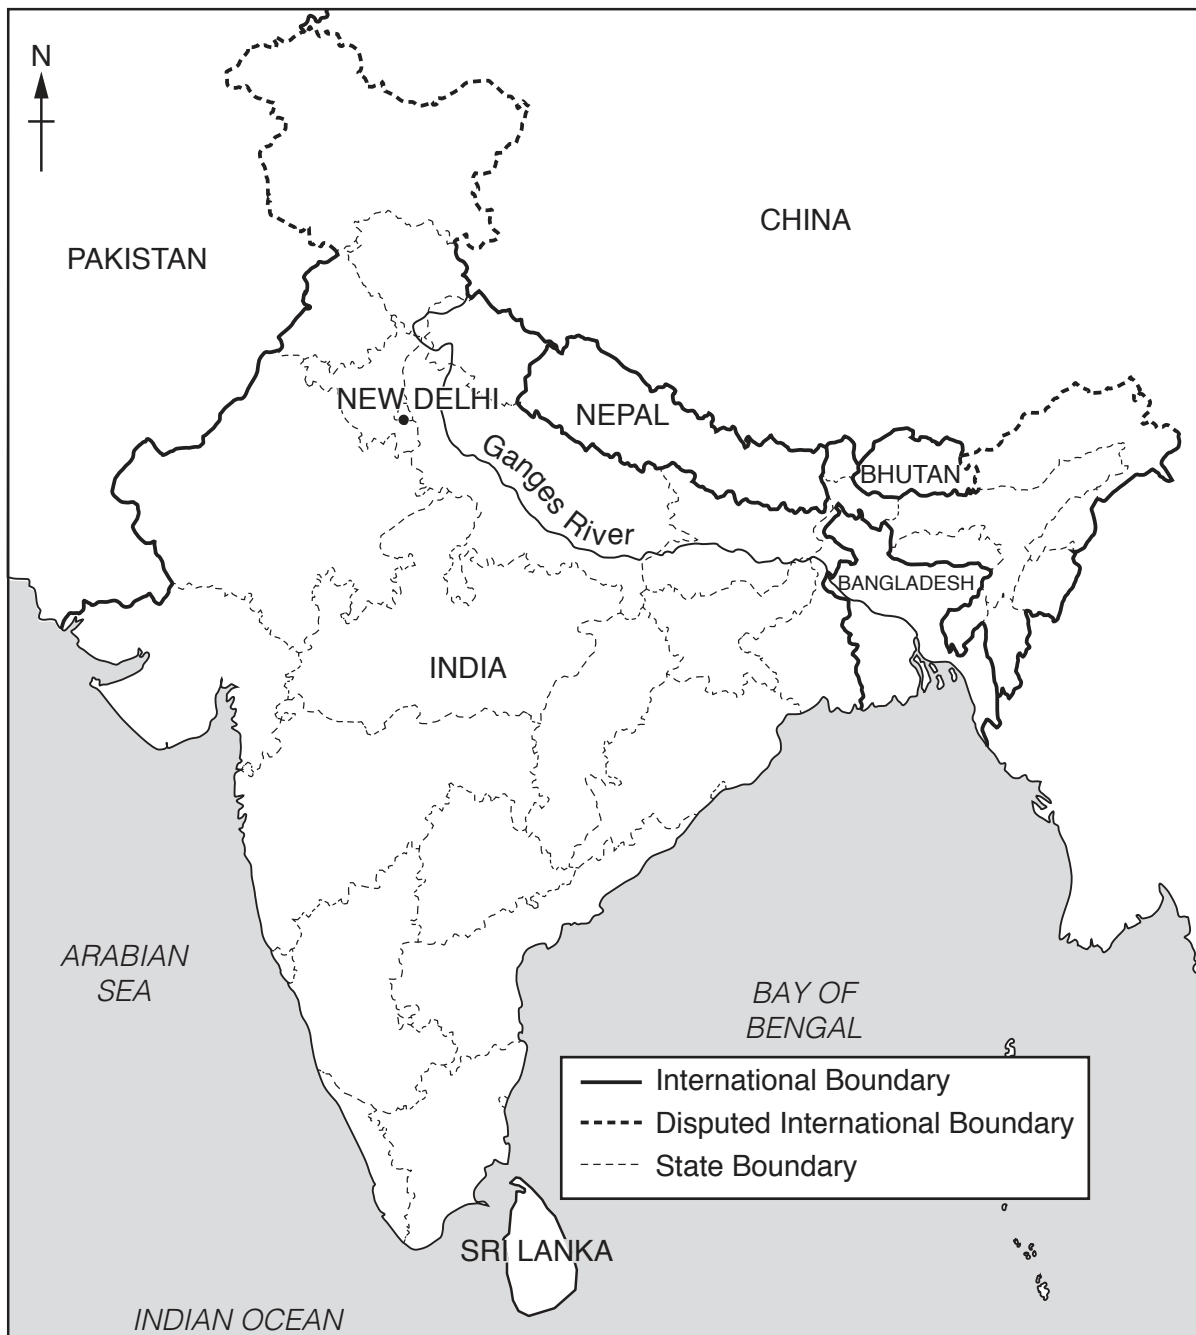 N
CHINA
PAKISTAN
NEW DELHI
NEPAL
Ganges River
BHUTAN
BANGLADESH
INDIA
ARABIAN
SEA
BAY OF
BENGAL
International Boundary
Disputed International Boundary
State Boundary
SRI LANKA
INDIAN OCEAN